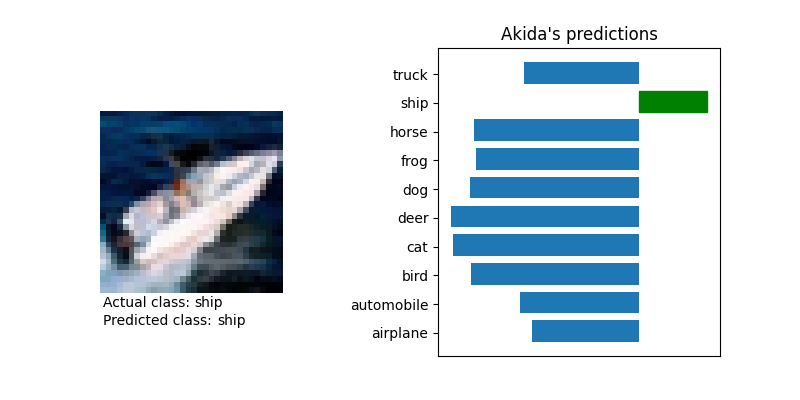 Akida's predictions
truck
ship
horse
frog
dog
deer
cat
bird
automobile
airplane
Actual class: ship
Predicted class: ship